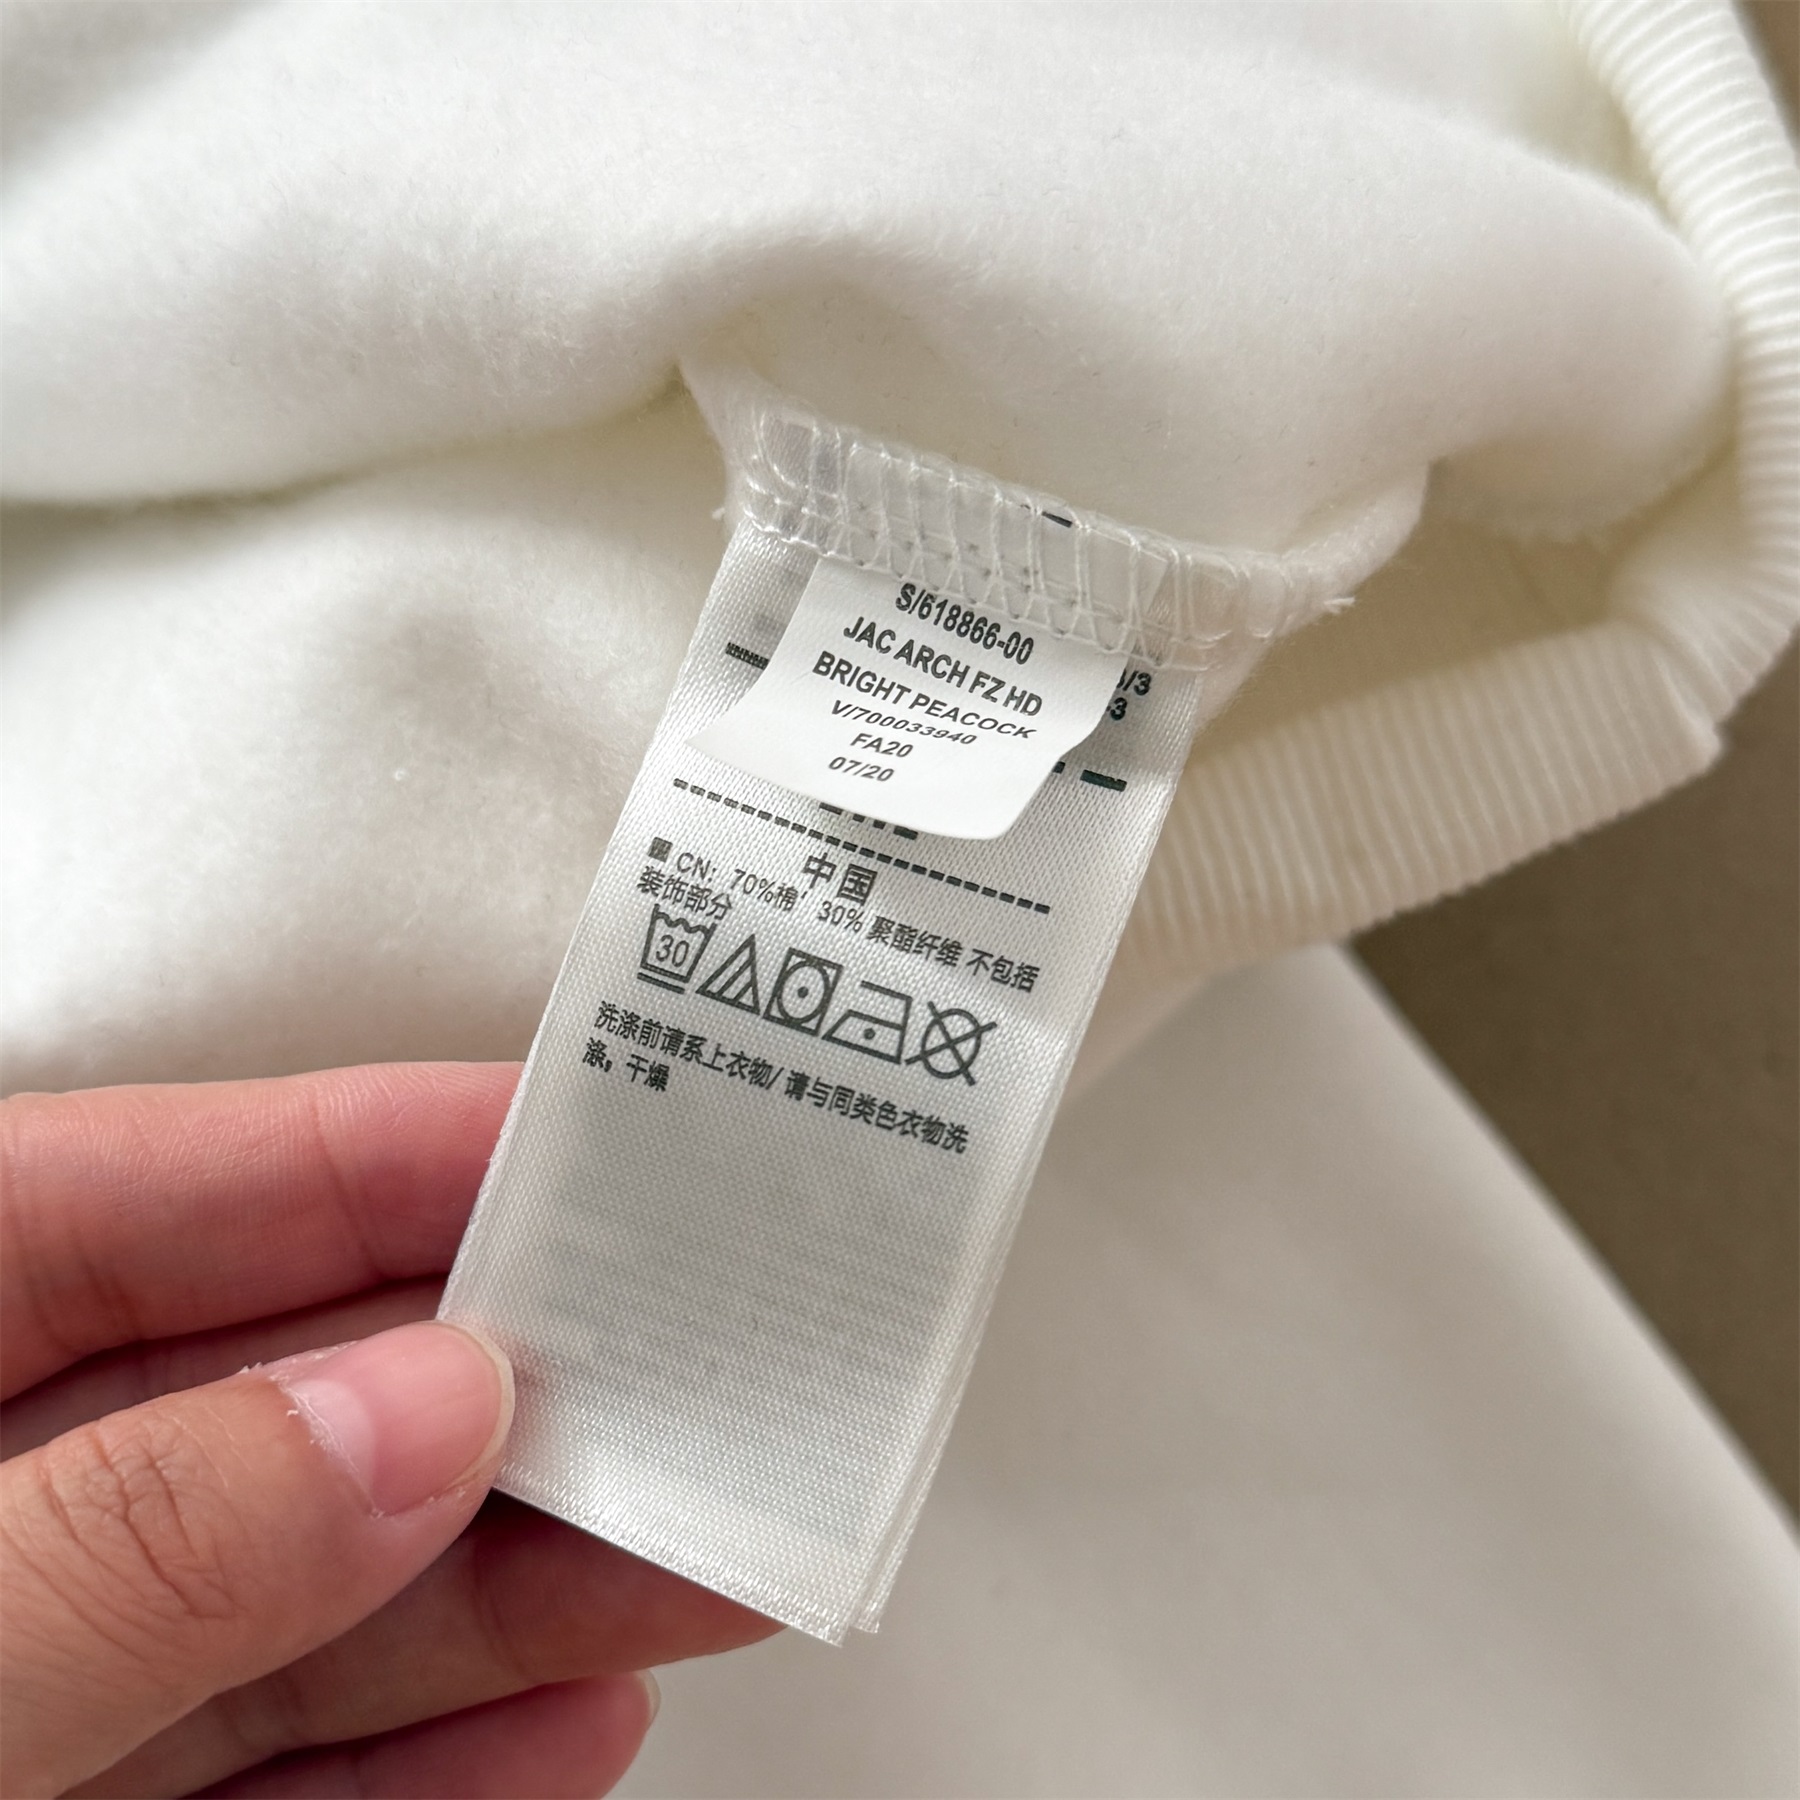 S/618866-00
JAC ARCH FZ HD
BRIGHT PEACOCK
V/700033940
FA20
07/20
/3
-3
中国
CN: 70%棉, 30% 聚酯纤维 不包括
装饰部分
30
洗涤前请系上衣物/ 请与同类色衣物洗
涤, 干燥